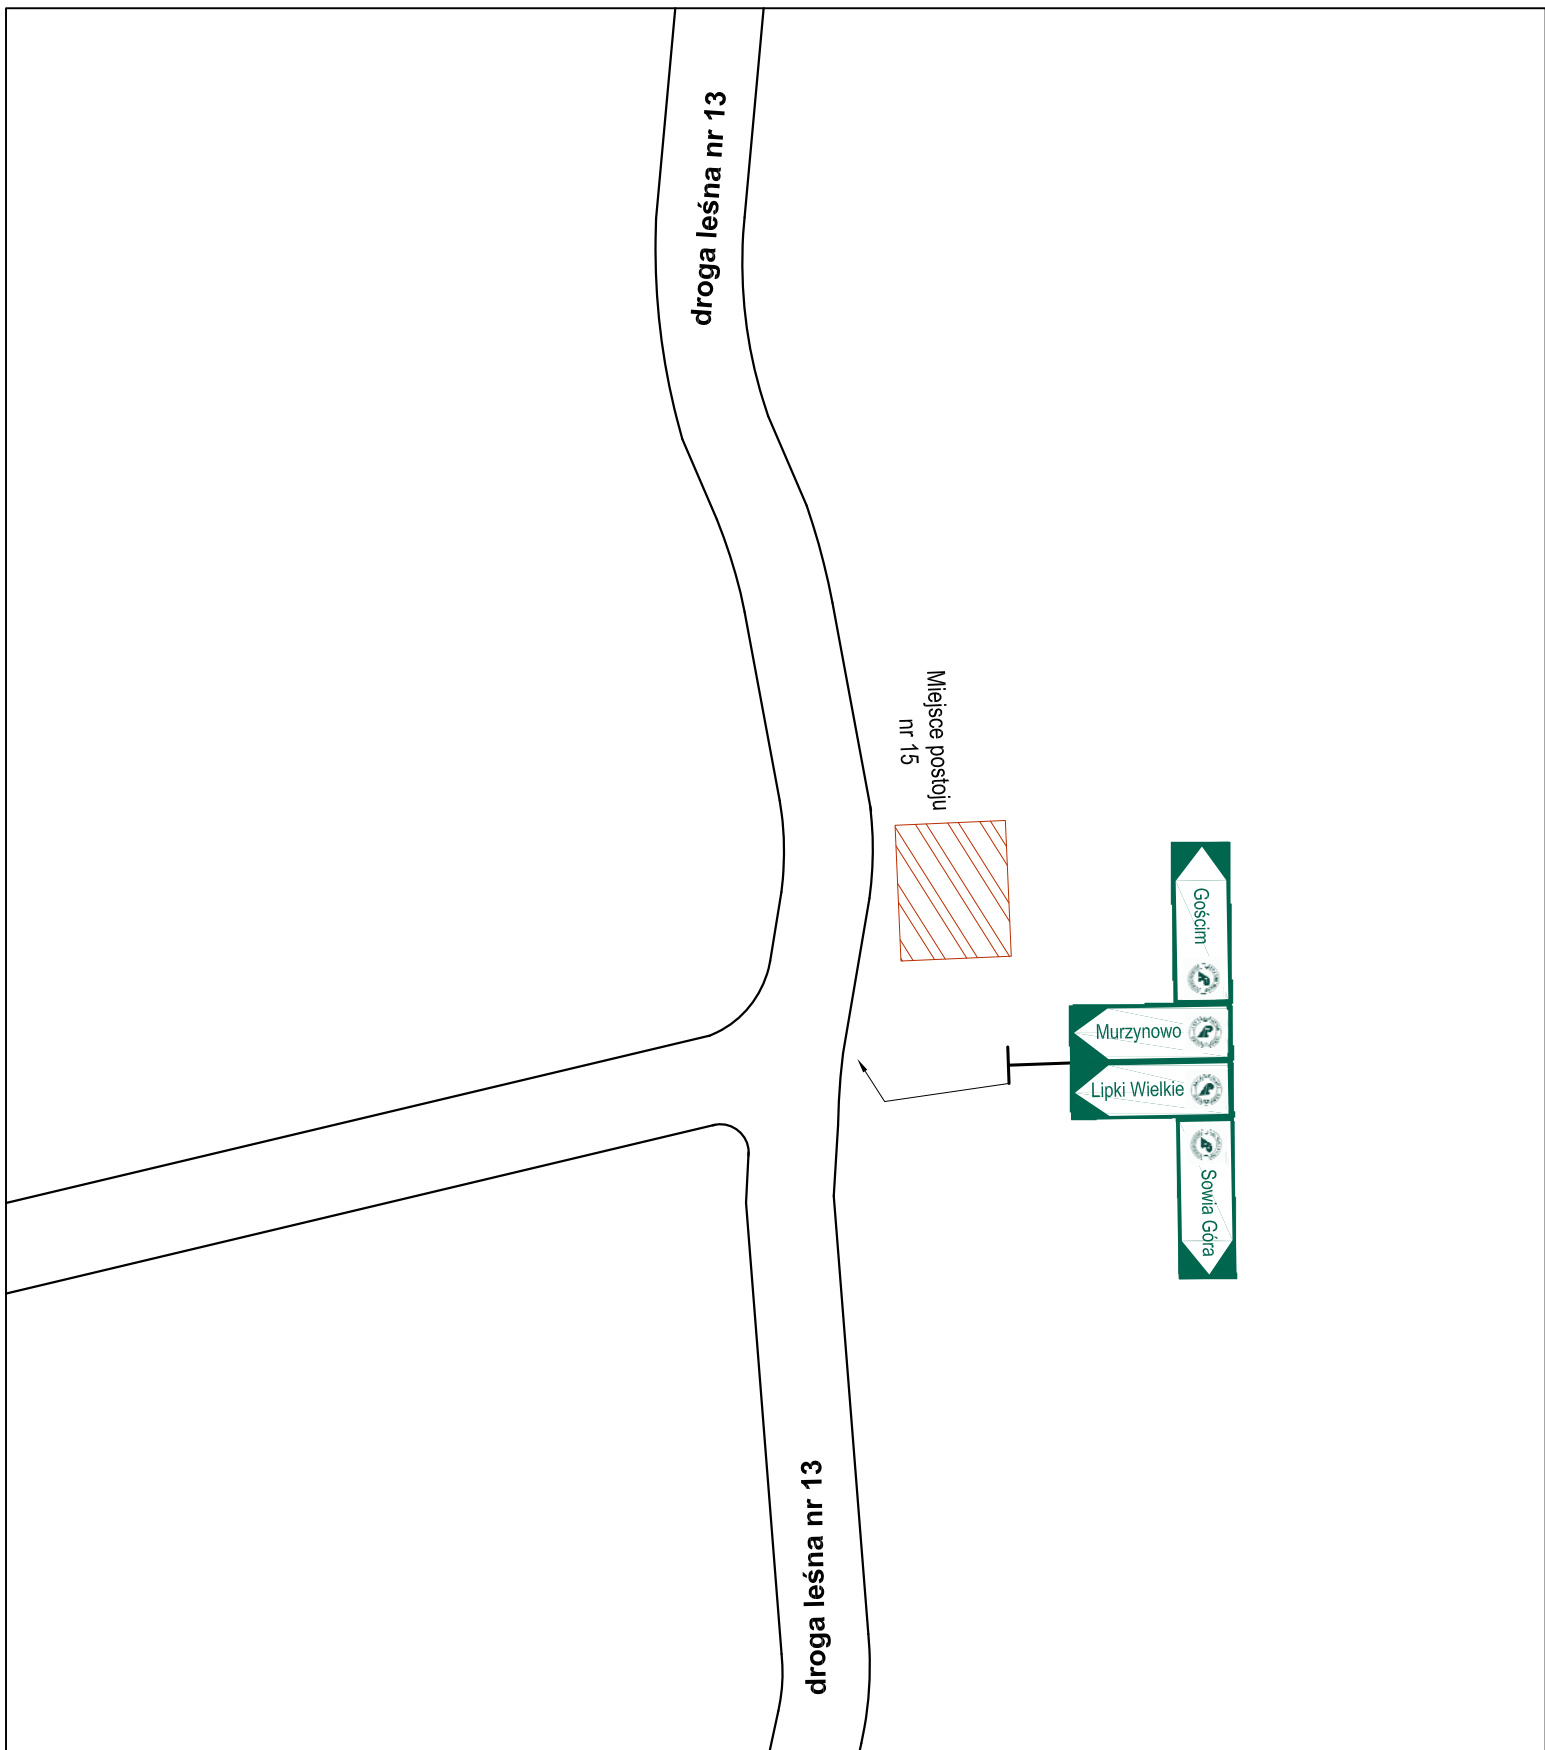 droga leśna nr 13
Miejsce postoju
nr 15
Gościm
Murzynowo
Lipki Wielkie
Sowia Góra
droga leśna nr 13